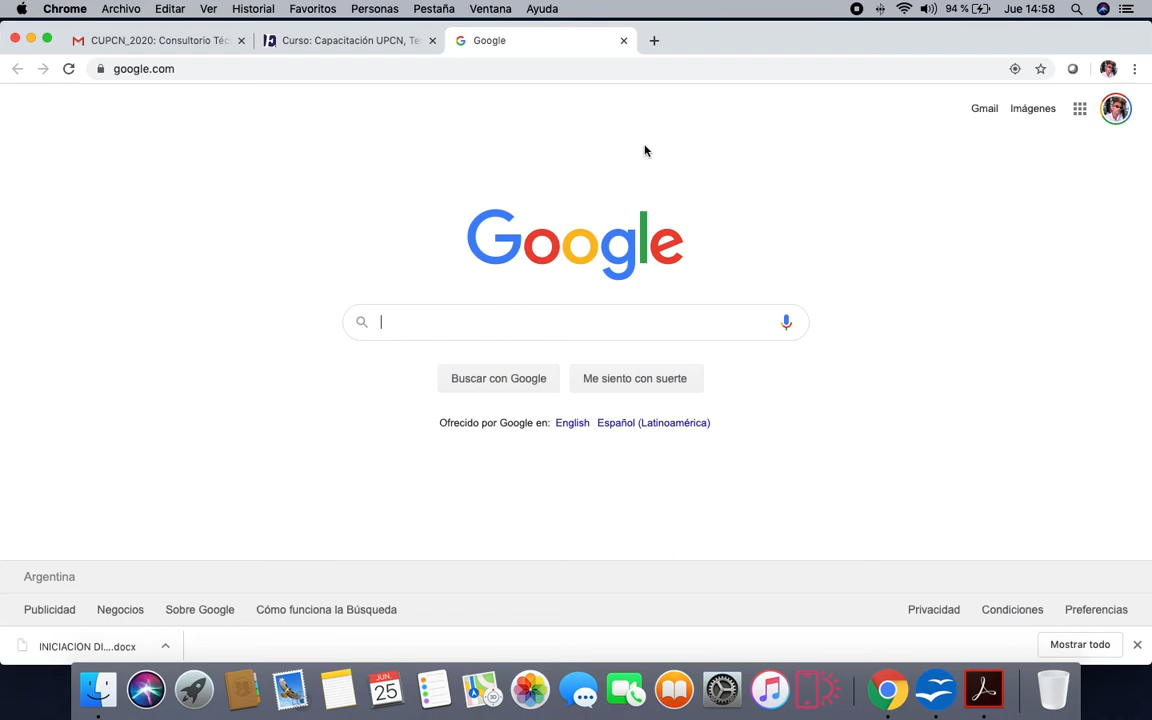 Chrome Archivo Editar Ver Historial Favoritos Personas Pestaña Ventana Ayuda 94 % Jue 14:58
CUPCN_2020: Consultorio Téc Curso: Capacitación UPCN, Te Google
google.com
Gmail Imágenes
Google
Buscar con Google Me siento con suerte
Ofrecido por Google en: English Español (Latinoamérica)
Argentina
Publicidad Negocios Sobre Google Cómo funciona la Búsqueda Privacidad Condiciones Preferencias
INICIACION DI....docx Mostrar todo
JUN.
25